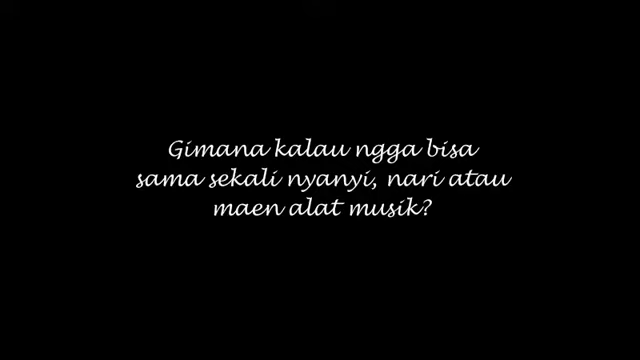 Gimana kalau ngga bisa
sama sekali nyanyi, nari atau
maen alat musik?